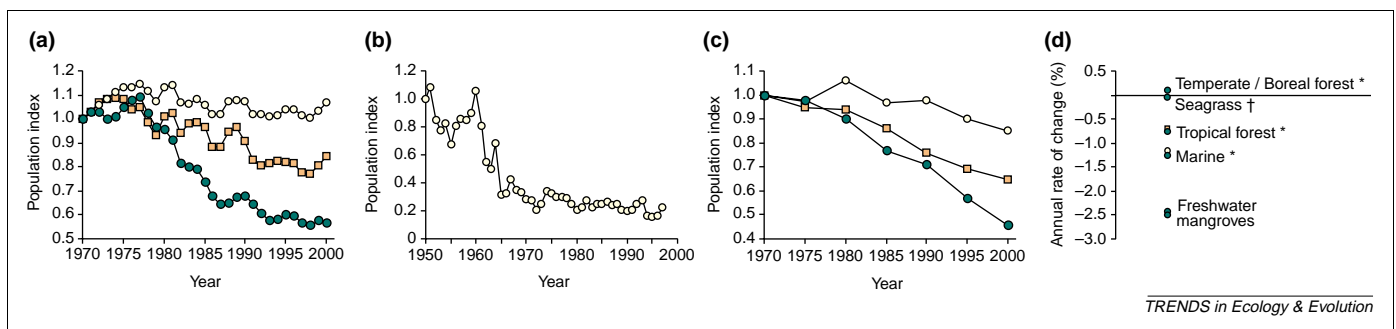 (a)
Population index
1.2
1.1
1.0
0.9
0.8
0.7
0.6
0.5
1970 1975 1980 1985 1990 1995 2000
Year
(b)
Population index
1.2
1.0
0.8
0.6
0.4
0.2
0
1950 1960 1970 1980 1990 2000
Year
(c)
Population index
1.1
1.0
0.9
0.8
0.7
0.6
0.5
0.4
1970 1975 1980 1985 1990 1995 2000
Year
(d)
Annual rate of change (%)
0.5
0
–0.5
–1.0
–1.5
–2.0
–2.5
–3.0
Temperate / Boreal forest *
Seagrass †
Tropical forest *
Marine *
Freshwater
mangroves
TRENDS in Ecology & Evolution